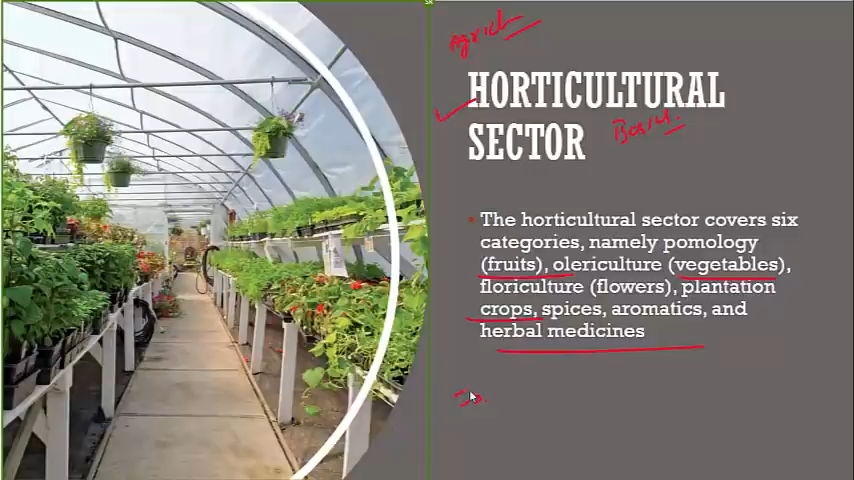 HORTICULTURAL
SECTOR
Basics.
The horticultural sector covers six
categories, namely pomology
(fruits), olericulture (vegetables),
floriculture (flowers), plantation
crops, spices, aromatics, and
herbal medicines